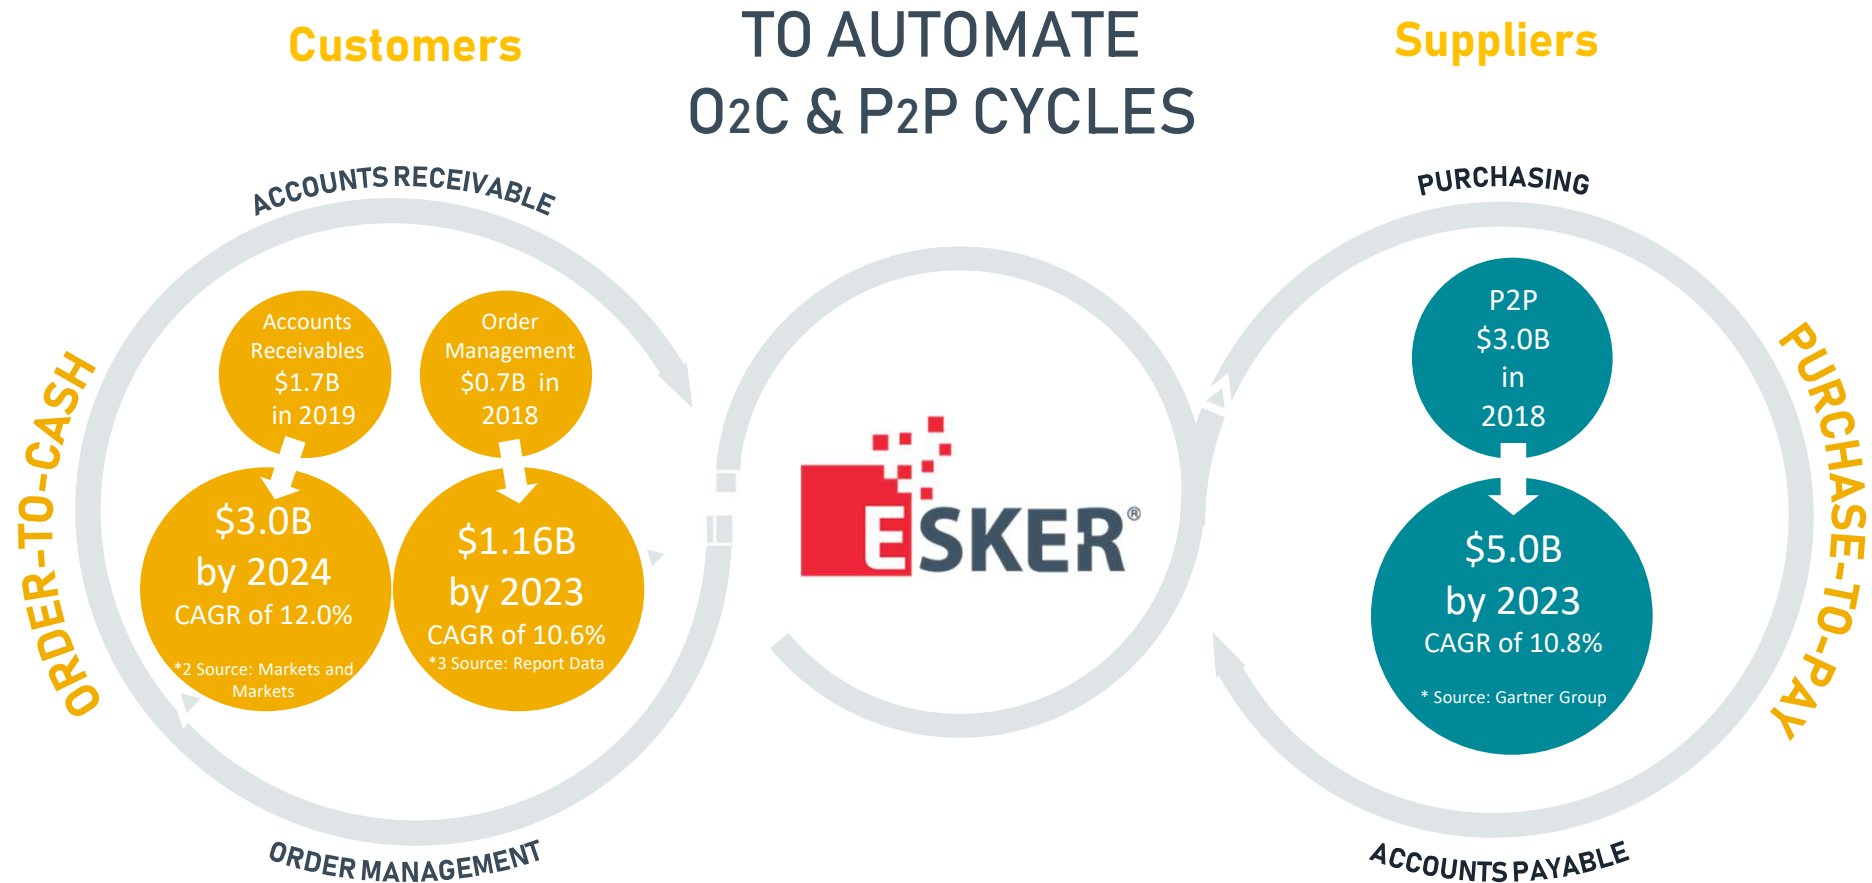 Customers
TO AUTOMATE
O2C & P2P CYCLES
Suppliers
ACCOUNTS RECEIVABLE
ORDER-TO-CASH
Accounts
Receivables
$1.7B
in 2019
Order
Management
$0.7B in
2018
$3.0B
by 2024
CAGR of 12.0%
*2 Source: Markets and
Markets
$1.16B
by 2023
CAGR of 10.6%
*3 Source: Report Data
ORDER MANAGEMENT
ESKER®
PURCHASING
P2P
$3.0B
in
2018
$5.0B
by 2023
CAGR of 10.8%
* Source: Gartner Group
PURCHASE-TO-PAY
ACCOUNTS PAYABLE